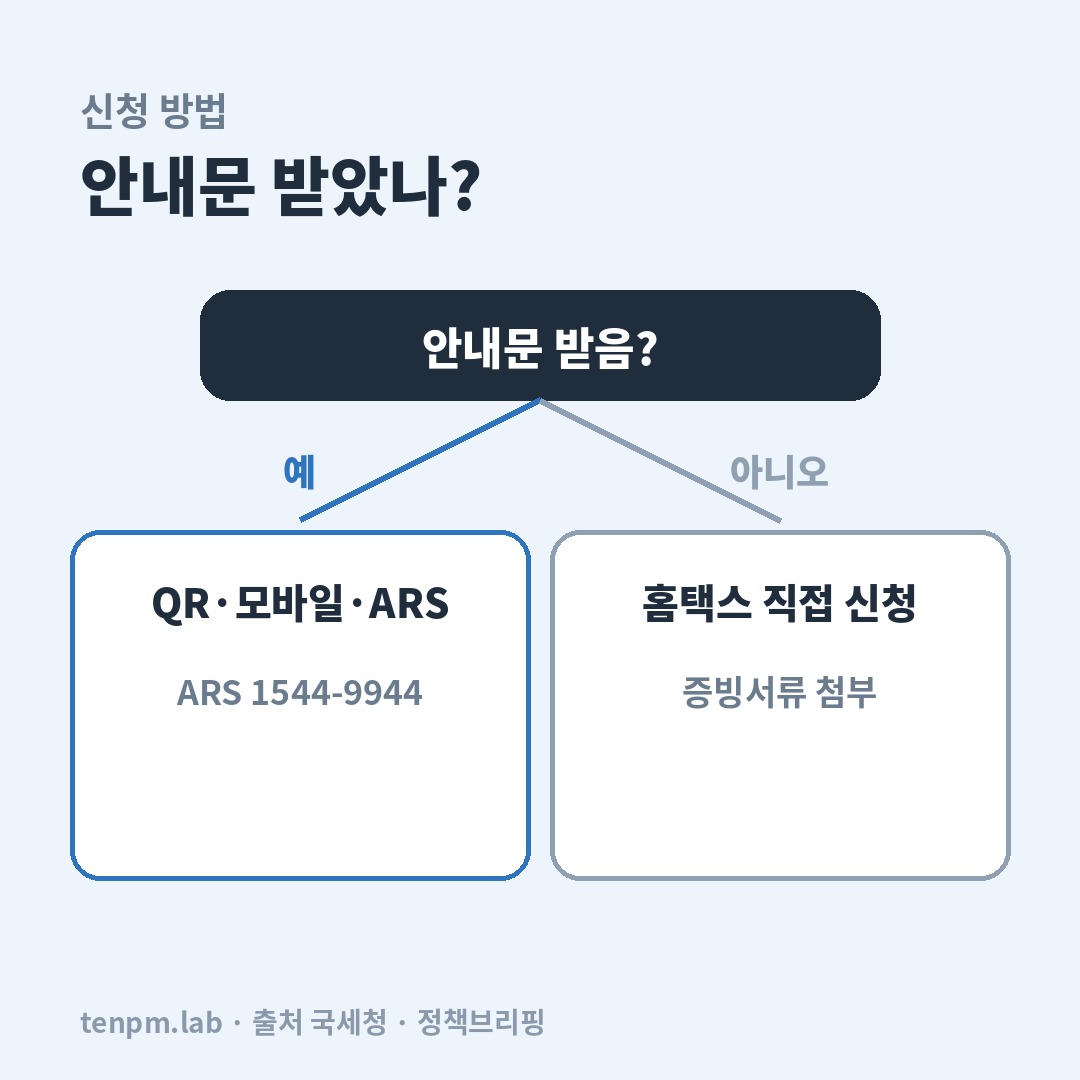 신청 방법
안내문 받았나?
안내문 받음?
예
아니오
QR·모바일·ARS
ARS 1544-9944
홈택스 직접 신청
증빙서류 첨부
tenpm.lab · 출처 국세청 · 정책브리핑